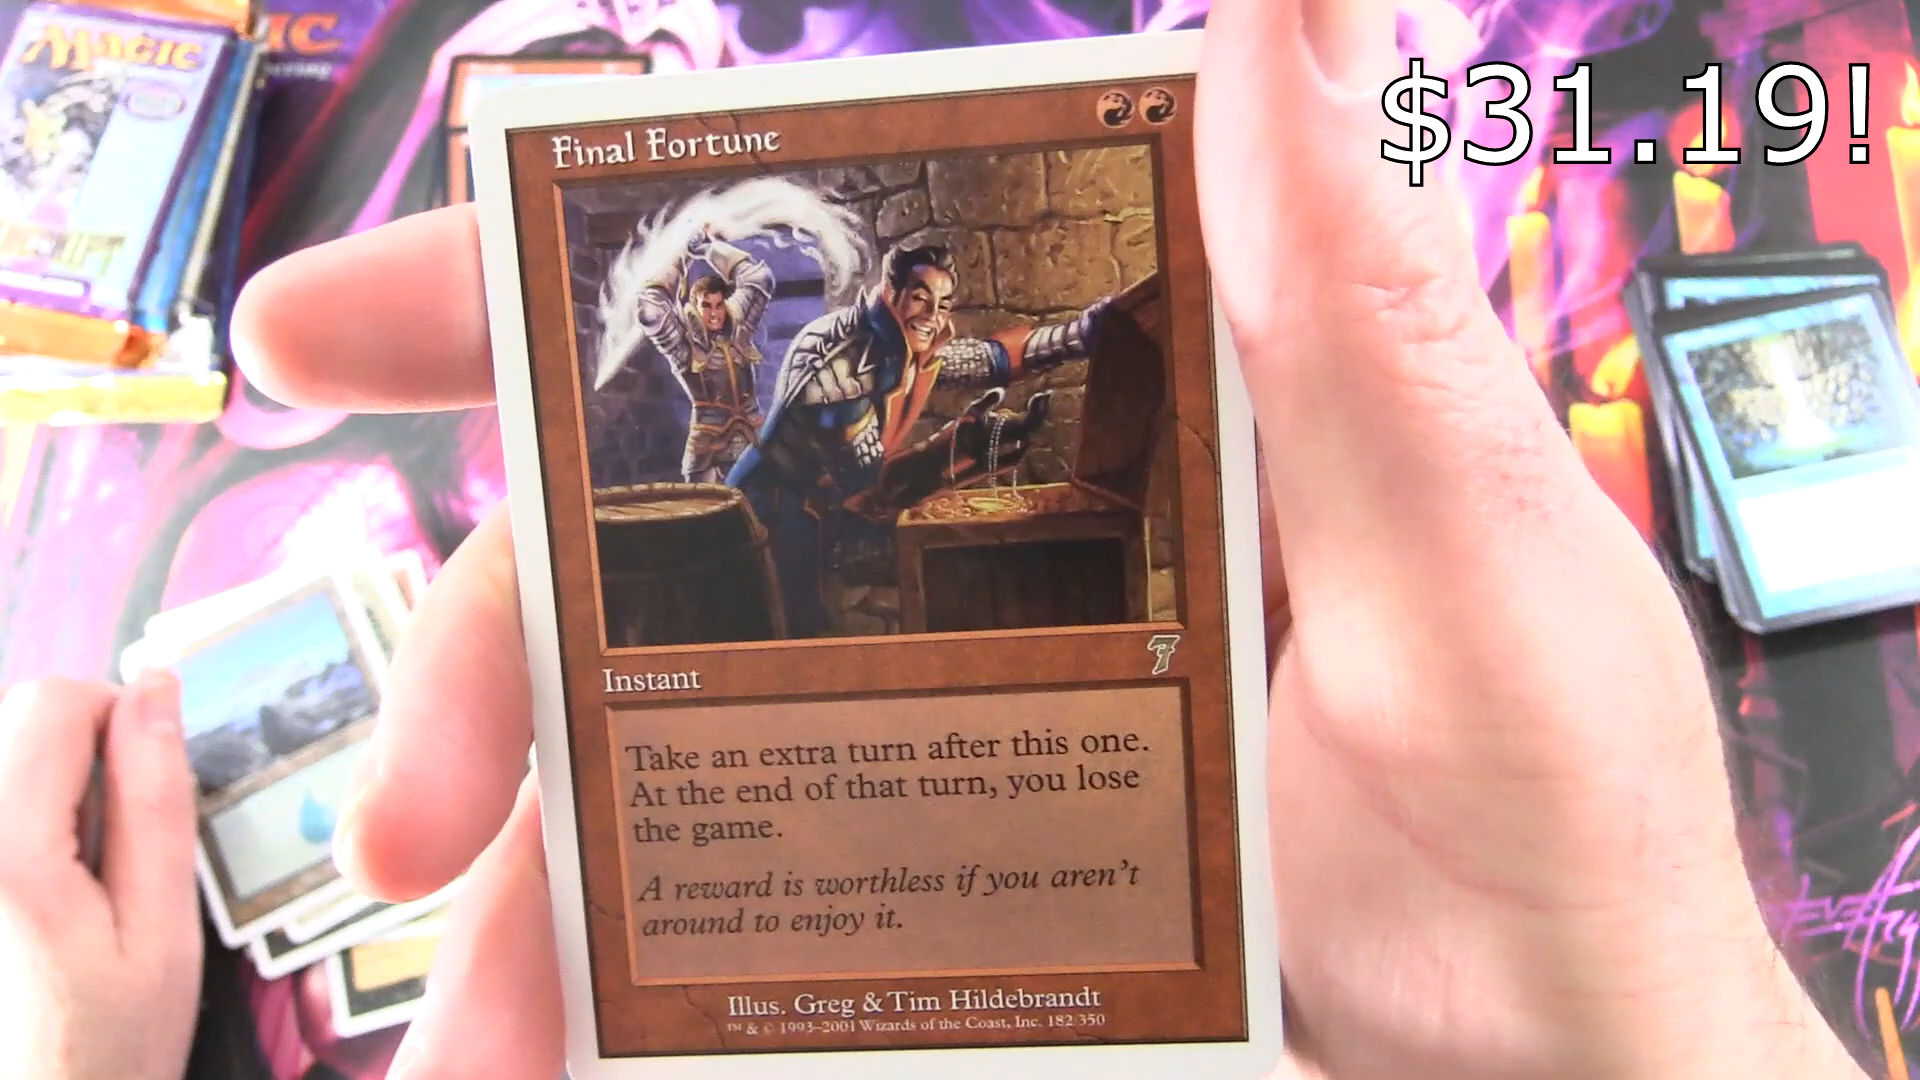 MAGIC
$31.19!
Final Fortune
Instant
Take an extra turn after this one.
At the end of that turn, you lose
the game.
A reward is worthless if you aren't
around to enjoy it.
Illus. Greg & Tim Hildebrandt
™ & © 1993–2001 Wizards of the Coast, Inc. 182/350